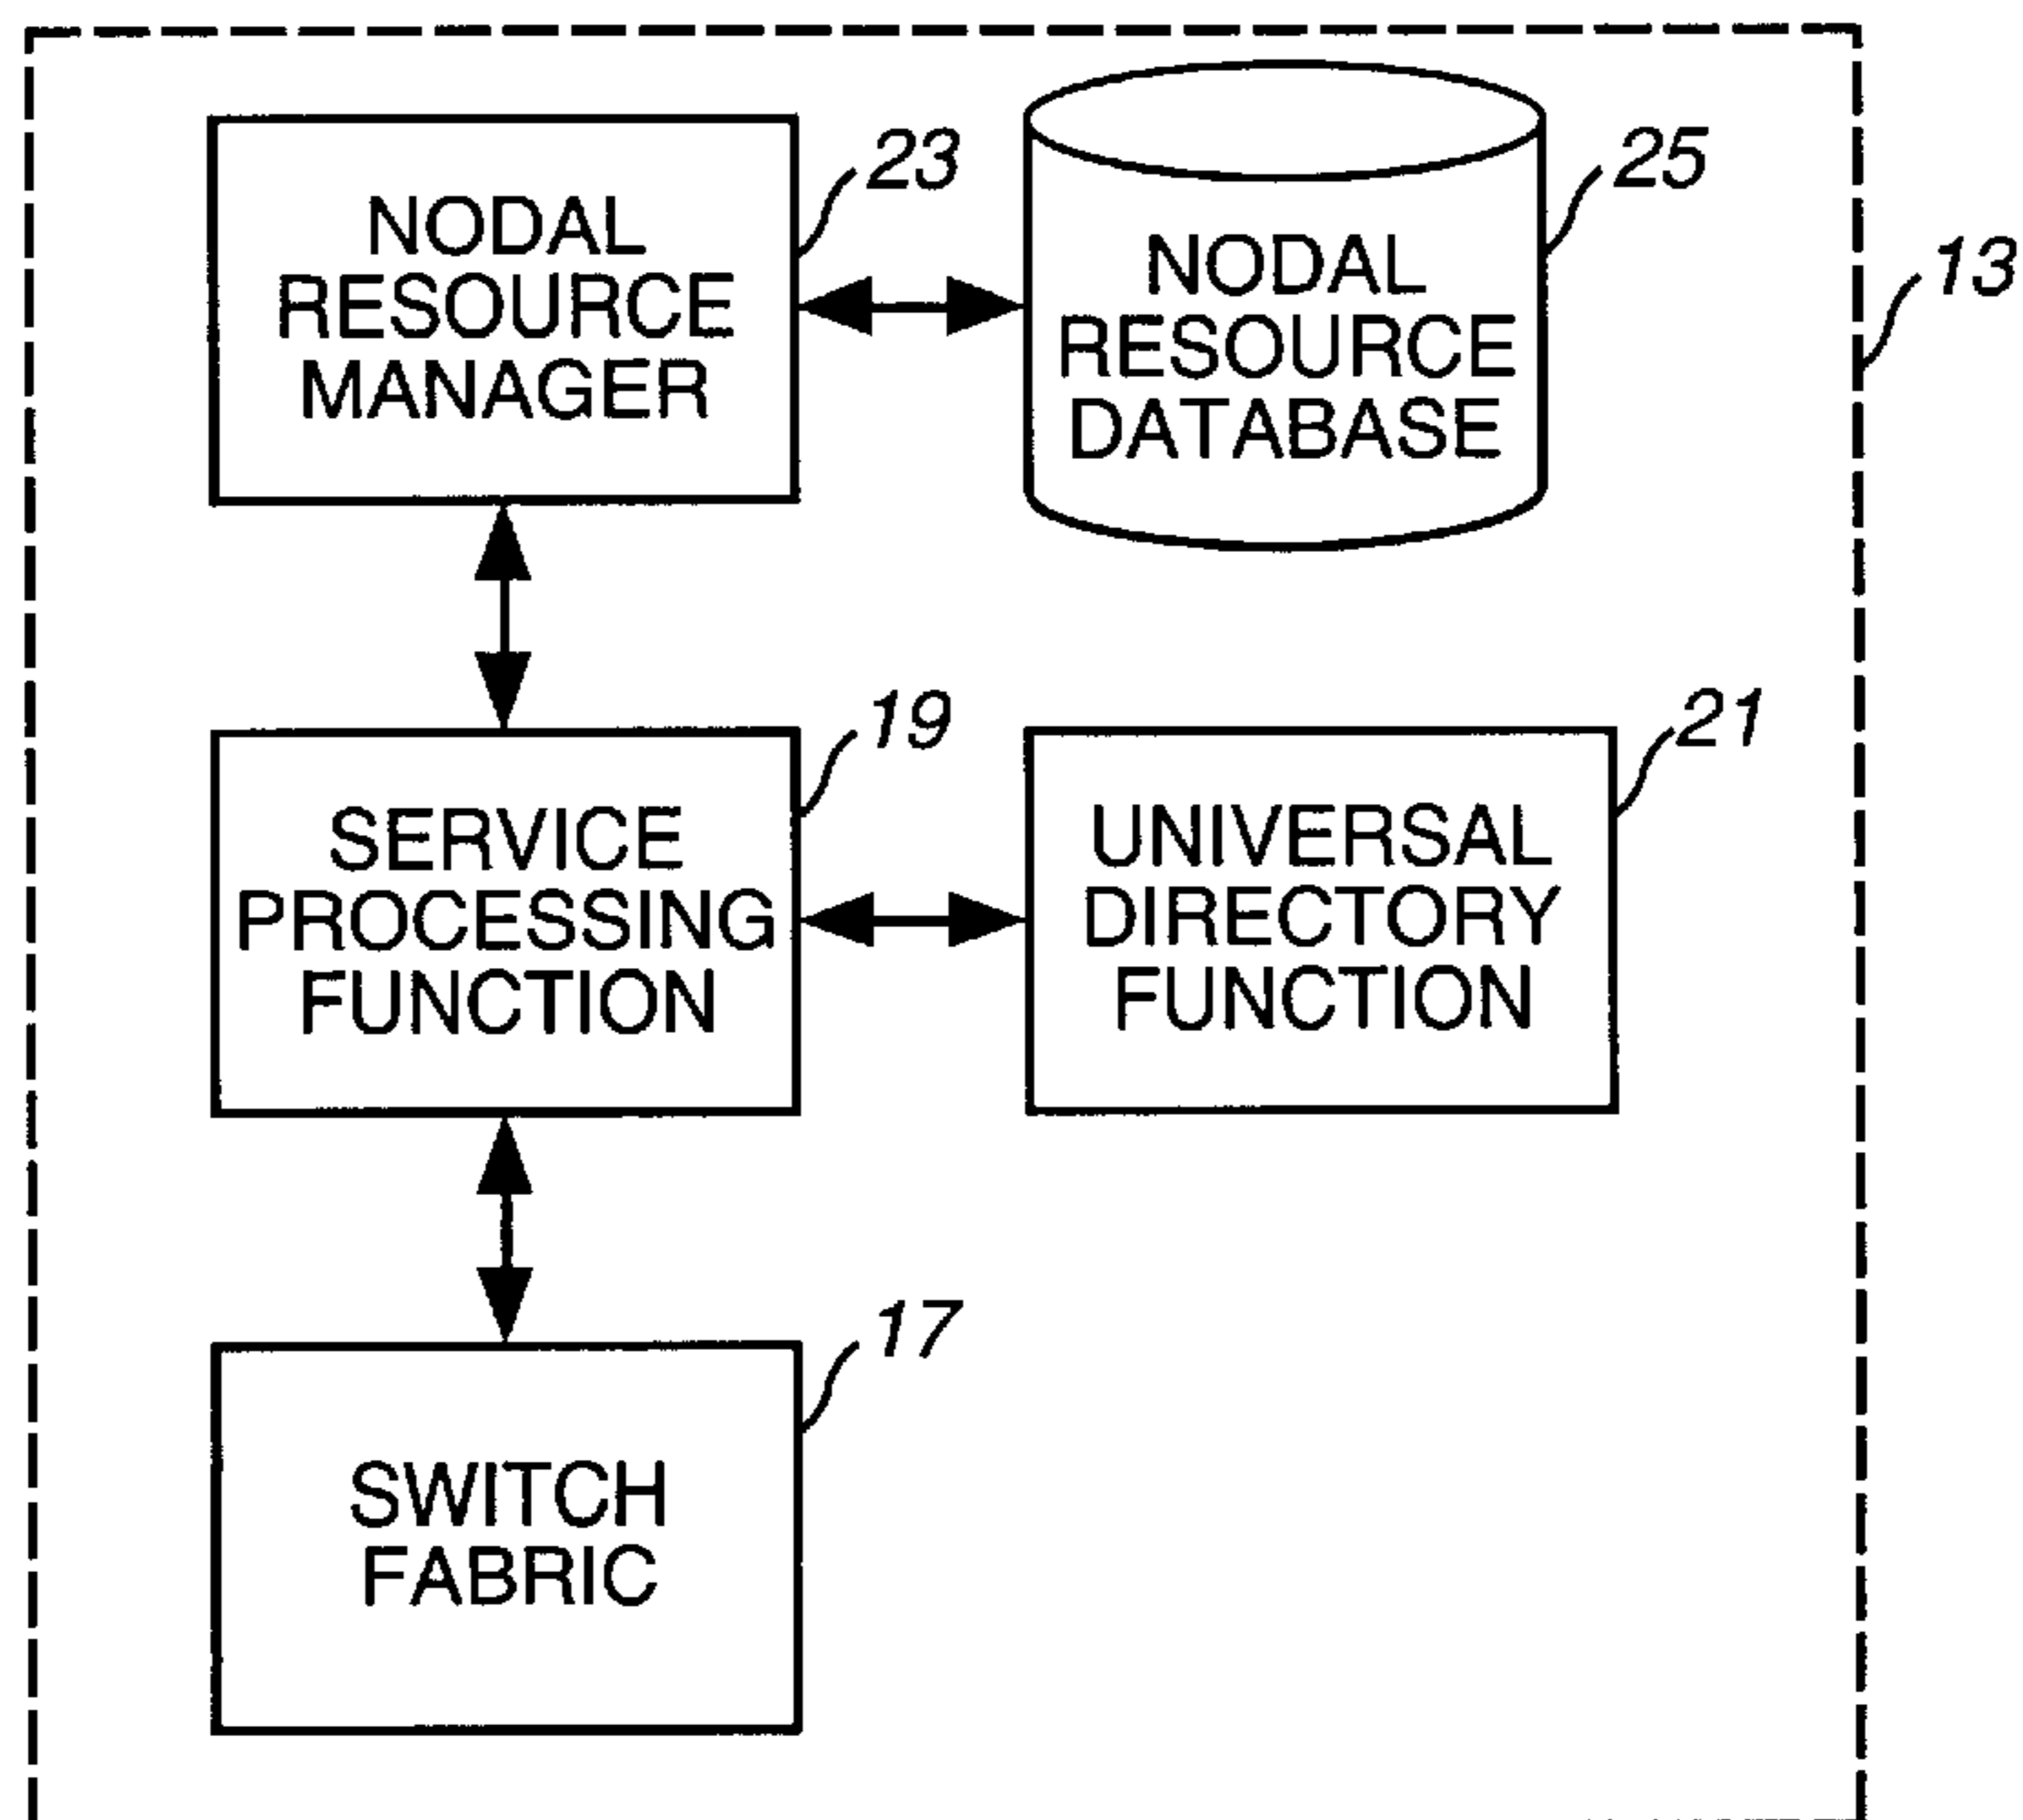 NODAL
RESOURCE
MANAGER
23
NODAL
RESOURCE
DATABASE
25
13
SERVICE
PROCESSING
FUNCTION
19
UNIVERSAL
DIRECTORY
FUNCTION
21
SWITCH
FABRIC
17